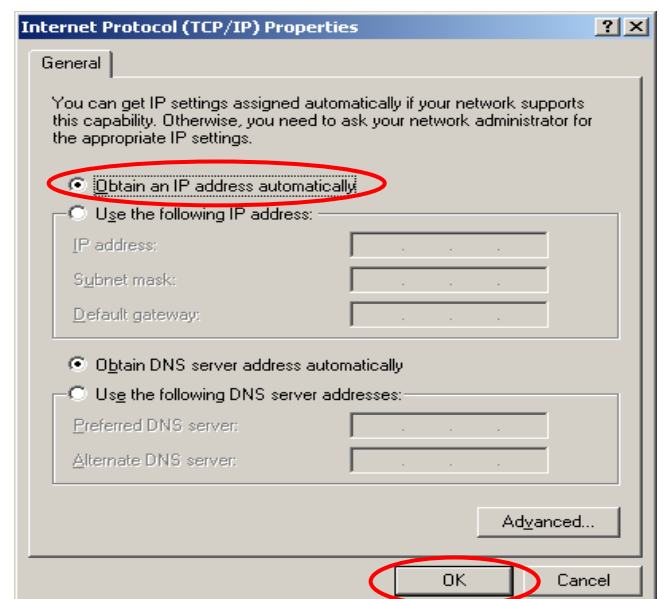 Internet Protocol (TCP/IP) Properties
General
You can get IP settings assigned automatically if your network supports
this capability. Otherwise, you need to ask your network administrator for
the appropriate IP settings.
Obtain an IP address automatically
Use the following IP address:
IP address:
Subnet mask:
Default gateway:
Obtain DNS server address automatically
Use the following DNS server addresses:
Preferred DNS server:
Alternate DNS server:
Advanced...
OK Cancel